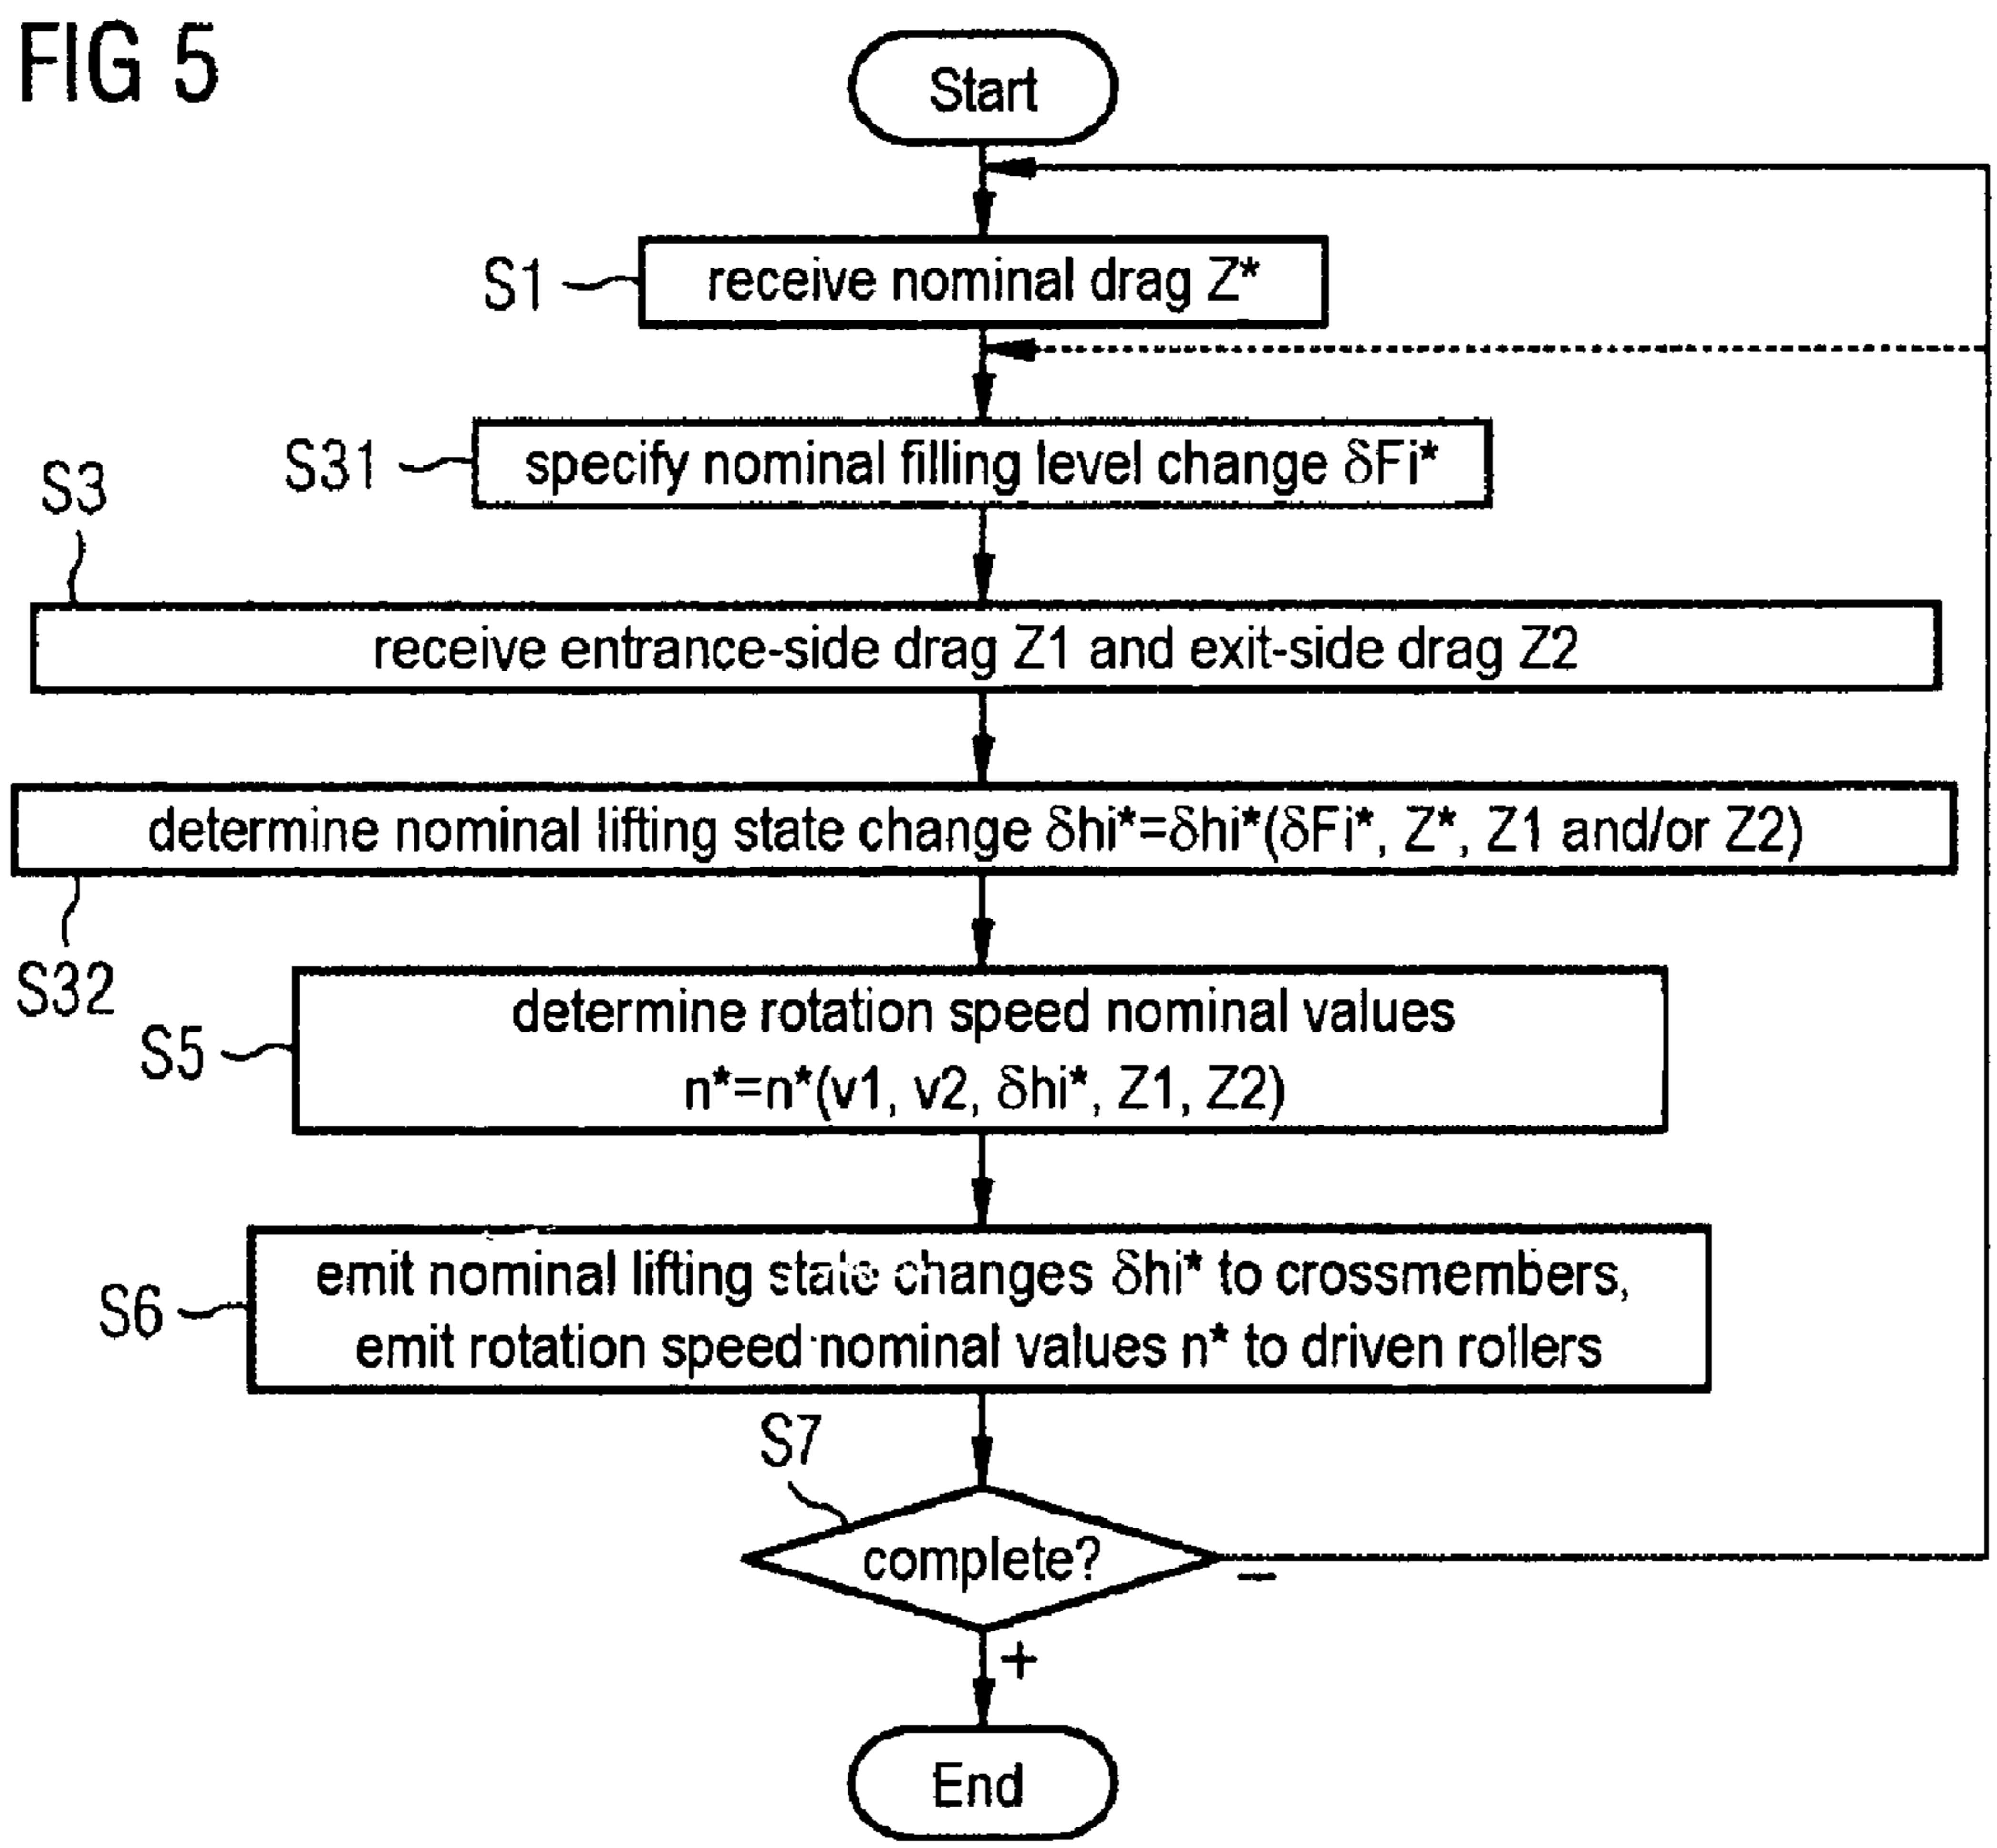 FIG 5
Start
S1
receive nominal drag Z*
S31
specify nominal filling level change δFi*
S3
receive entrance-side drag Z1 and exit-side drag Z2
determine nominal lifting state change δhi*=δhi*(δFi*, Z*, Z1 and/or Z2)
S32
S5
determine rotation speed nominal values
n*=n*(v1, v2, δhi*, Z1, Z2)
S6
emit nominal lifting state changes δhi* to crossmembers,
emit rotation speed nominal values n* to driven rollers
S7
complete?
−
+
End